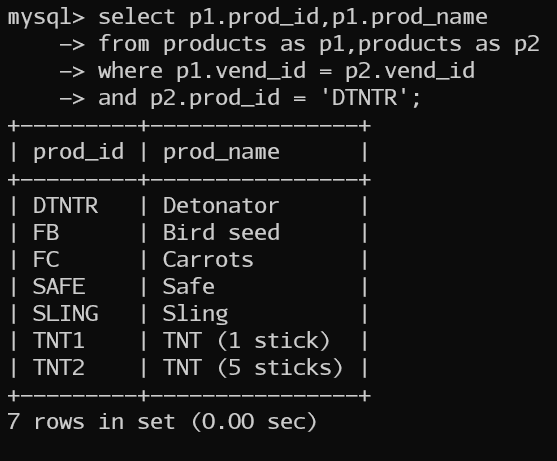 mysql> select p1.prod_id,p1.prod_name
    -> from products as p1,products as p2
    -> where p1.vend_id = p2.vend_id
    -> and p2.prod_id = 'DTNTR';
+---------+----------------+
| prod_id | prod_name      |
+---------+----------------+
| DTNTR   | Detonator      |
| FB      | Bird seed      |
| FC      | Carrots        |
| SAFE    | Safe           |
| SLING   | Sling          |
| TNT1    | TNT (1 stick)  |
| TNT2    | TNT (5 sticks) |
+---------+----------------+
7 rows in set (0.00 sec)